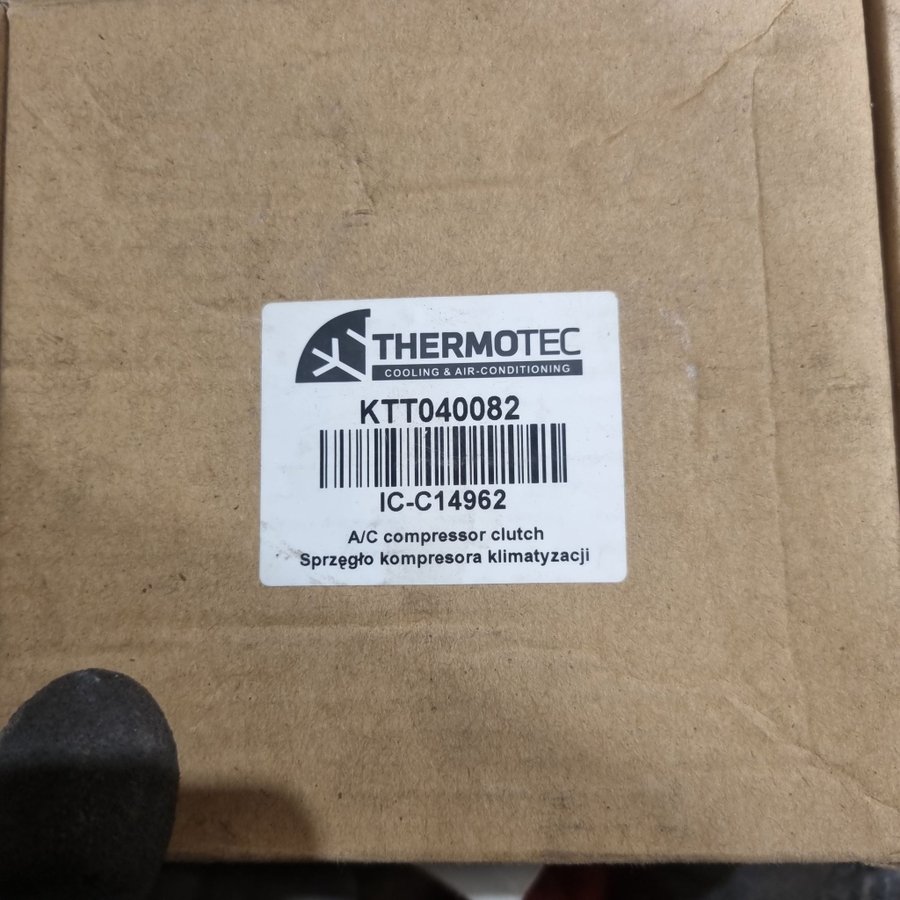 THERMOTEC
COOLING & AIR-CONDITIONING
KTT040082
IC-C14962
A/C compressor clutch
Sprzęgło kompresora klimatyzacji